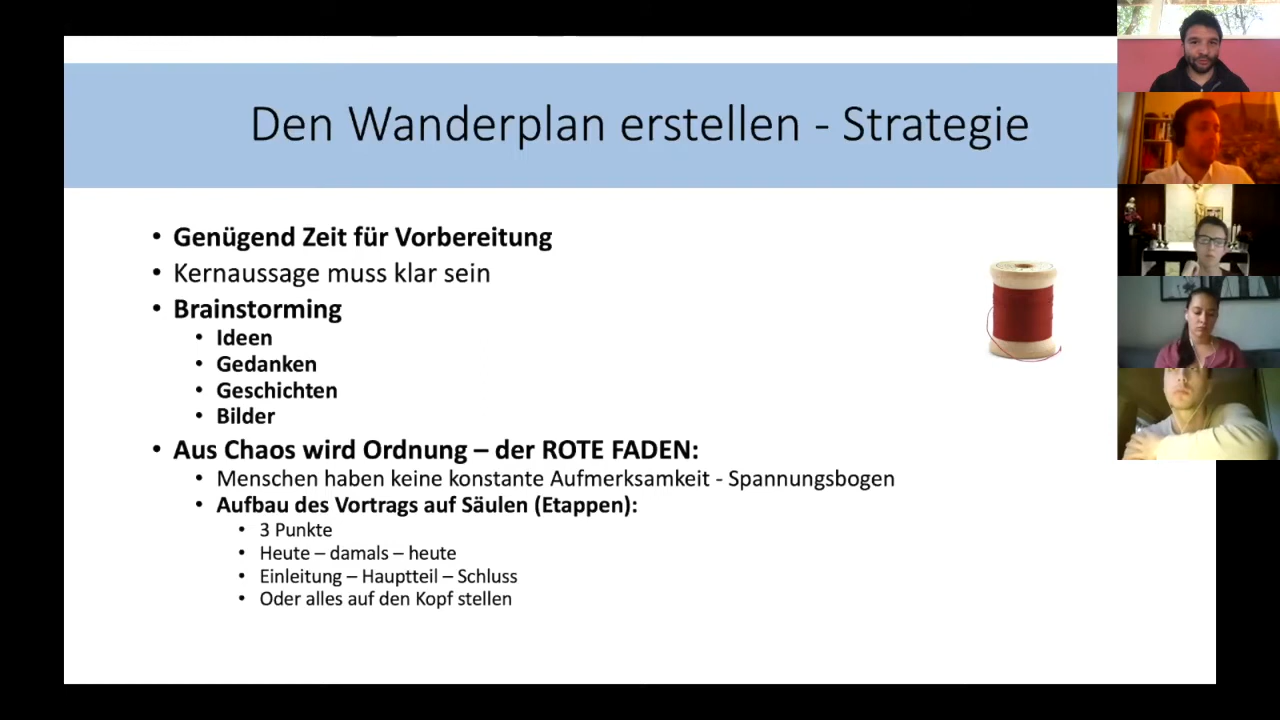 Den Wanderplan erstellen - Strategie
• Genügend Zeit für Vorbereitung
• Kernaussage muss klar sein
• Brainstorming
• Ideen
• Gedanken
• Geschichten
• Bilder
• Aus Chaos wird Ordnung – der ROTE FADEN:
• Menschen haben keine konstante Aufmerksamkeit - Spannungsbogen
• Aufbau des Vortrags auf Säulen (Etappen):
• 3 Punkte
• Heute – damals – heute
• Einleitung – Hauptteil – Schluss
• Oder alles auf den Kopf stellen